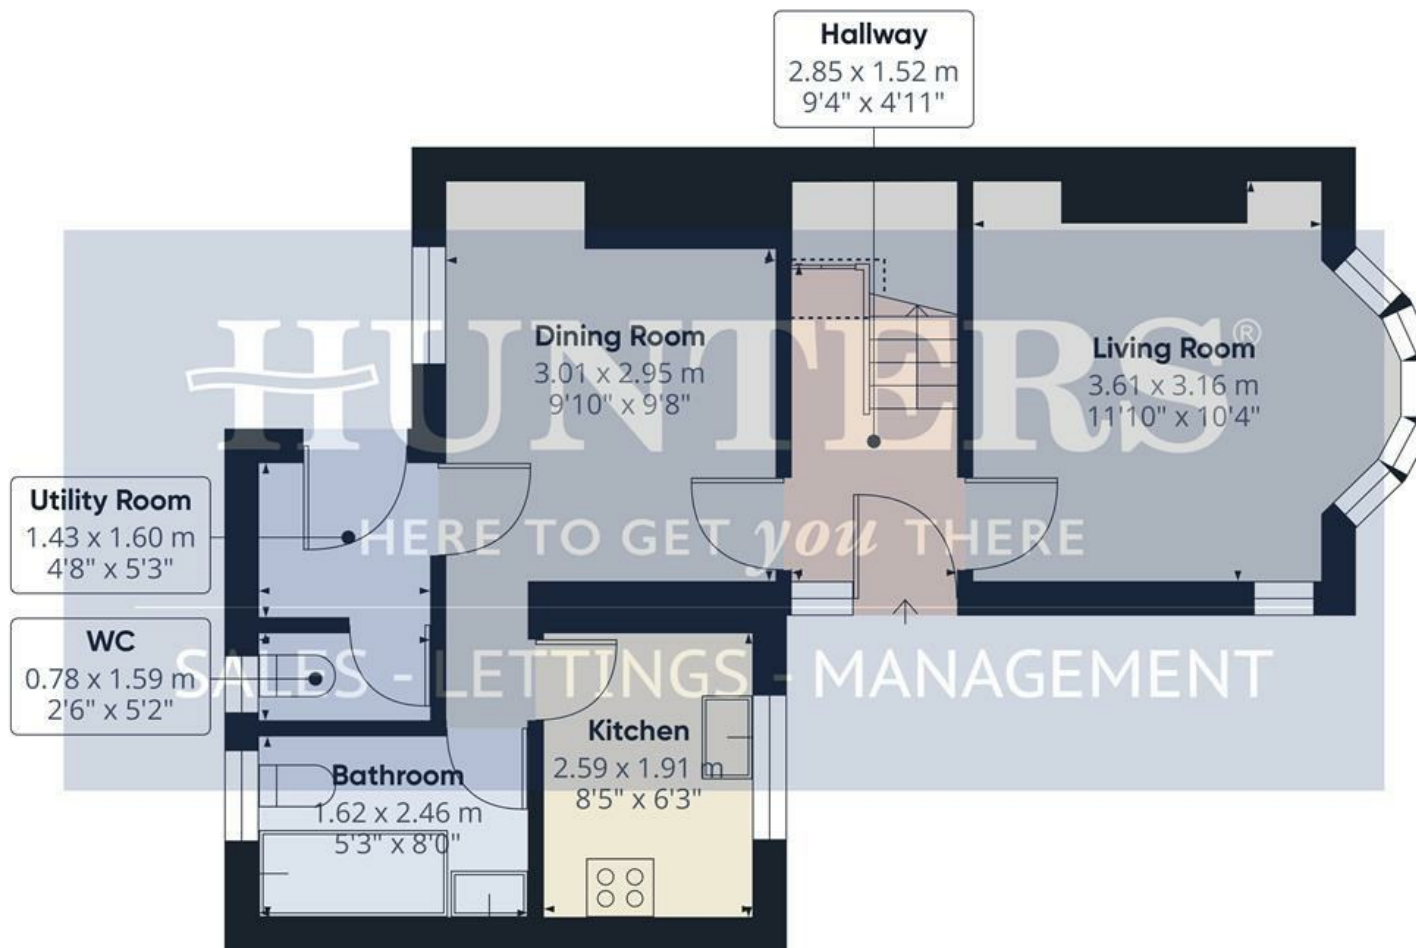 Hallway
2.85 x 1.52 m
9'4" x 4'11"
Dining Room
3.01 x 2.95 m
9'10" x 9'8"
Living Room
3.61 x 3.16 m
11'10" x 10'4"
HUNTERS®
HERE TO GET you THERE
SALES - LETTINGS - MANAGEMENT
Utility Room
1.43 x 1.60 m
4'8" x 5'3"
WC
0.78 x 1.59 m
2'6" x 5'2"
Kitchen
2.59 x 1.91 m
8'5" x 6'3"
Bathroom
1.62 x 2.46 m
5'3" x 8'0"